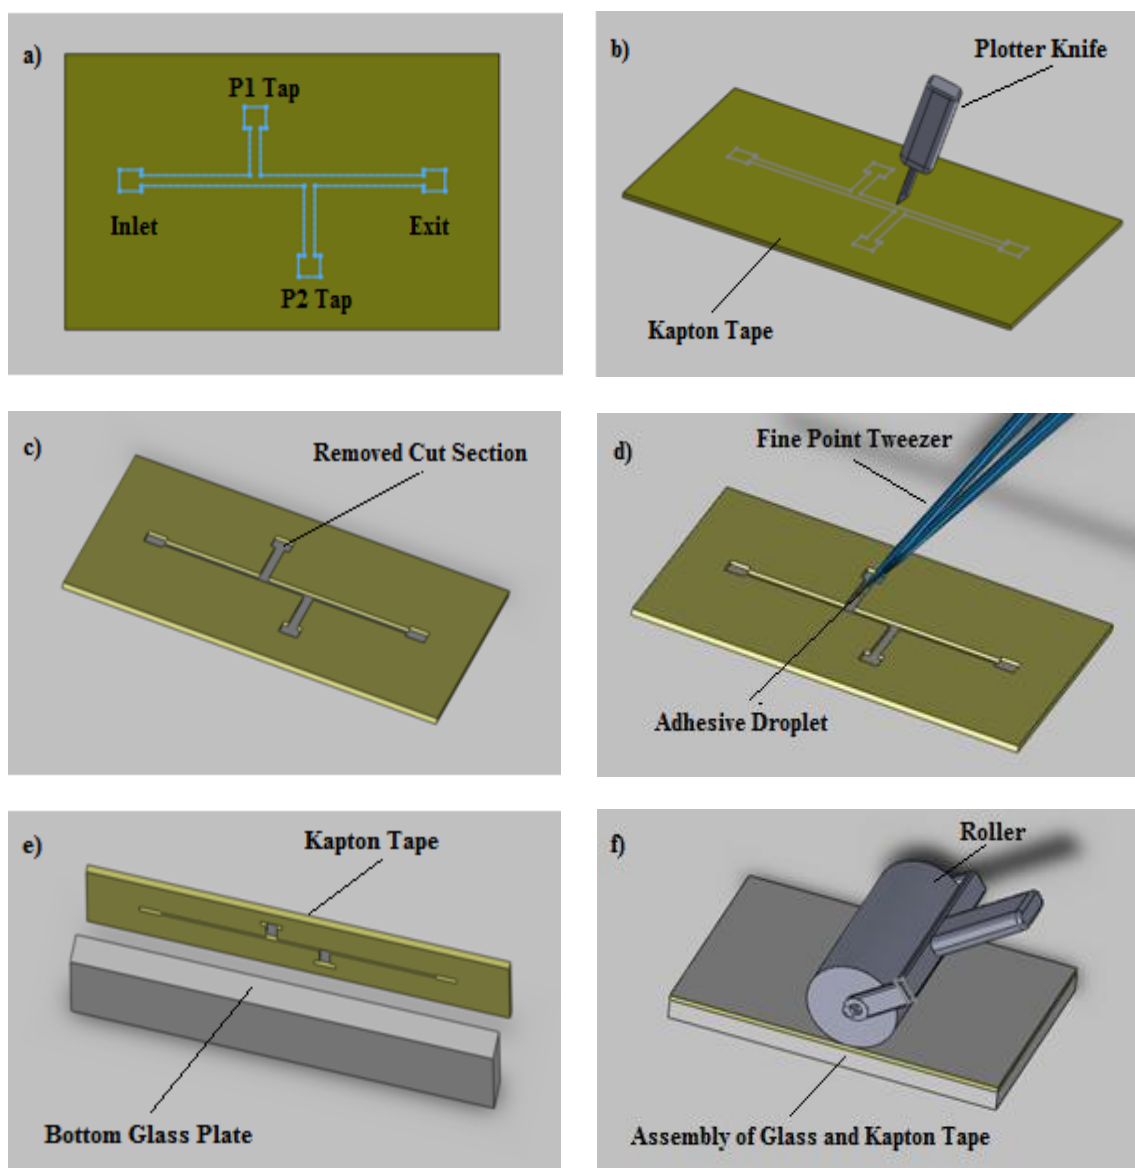 a)
P1 Tap
Inlet
Exit
P2 Tap
b)
Plotter Knife
Kapton Tape
c)
Removed Cut Section
d)
Fine Point Tweezer
Adhesive Droplet
e)
Kapton Tape
Bottom Glass Plate
f)
Roller
Assembly of Glass and Kapton Tape